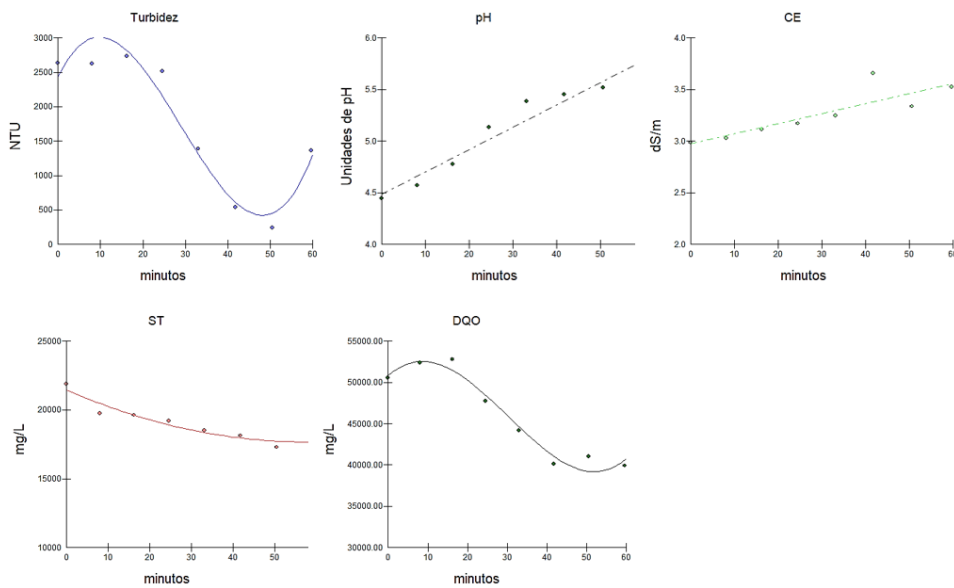 Turbidez
3000
2500
2000
1500
1000
500
0
NTU
0 10 20 30 40 50 60
minutos
pH
6.0
5.5
5.0
4.5
4.0
Unidades de pH
0 10 20 30 40 50
minutos
CE
4.0
3.5
3.0
2.5
2.0
dS/m
0 10 20 30 40 50 60
minutos
ST
25000
20000
15000
10000
mg/L
0 10 20 30 40 50
minutos
DQO
55000.00
50000.00
45000.00
40000.00
35000.00
30000.00
mg/L
0 10 20 30 40 50 60
minutos